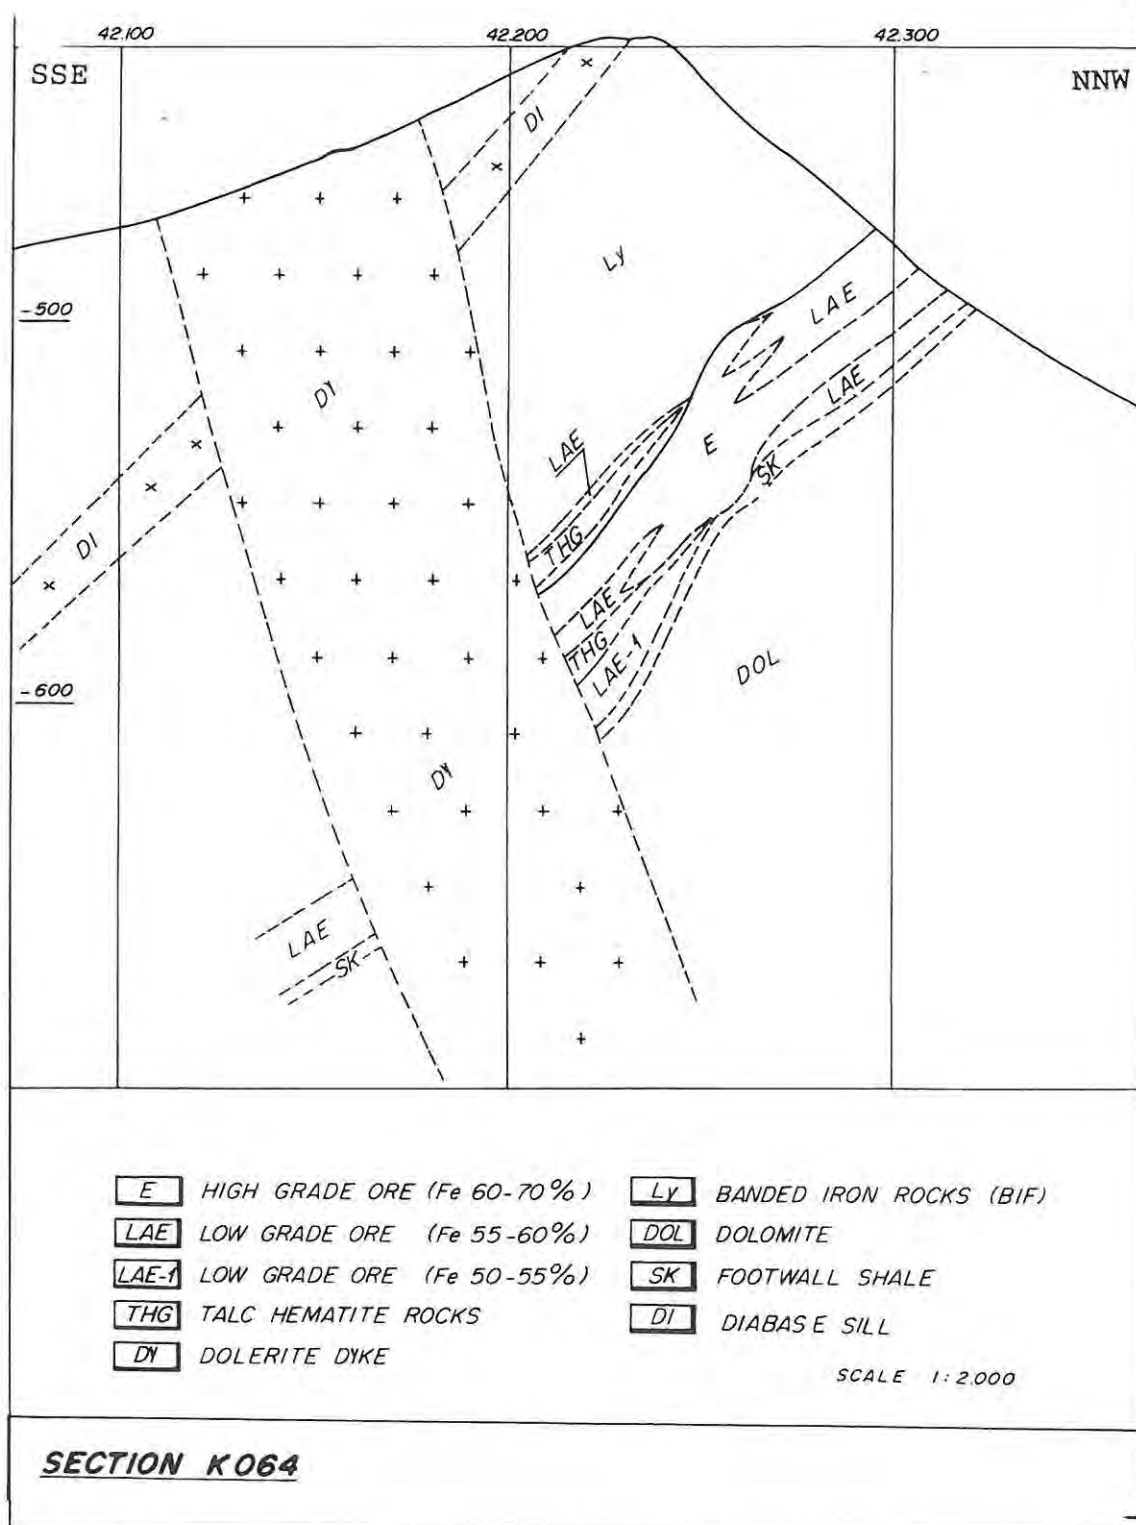 42.100 42.200 42.300
SSE NNW
DI
Ly
-500
LAE
DY
LAE
LAE E
SK
DI
THG
LAE
THG
LAE-1
-600
DOL
DY
LAE
SK
E HIGH GRADE ORE (Fe 60-70%)
LAE LOW GRADE ORE (Fe 55-60%)
LAE-1 LOW GRADE ORE (Fe 50-55%)
THG TALC HEMATITE ROCKS
DY DOLERITE DYKE
Ly BANDED IRON ROCKS (BIF)
DOL DOLOMITE
SK FOOTWALL SHALE
DI DIABASE SILL
SCALE 1:2.000
SECTION K064